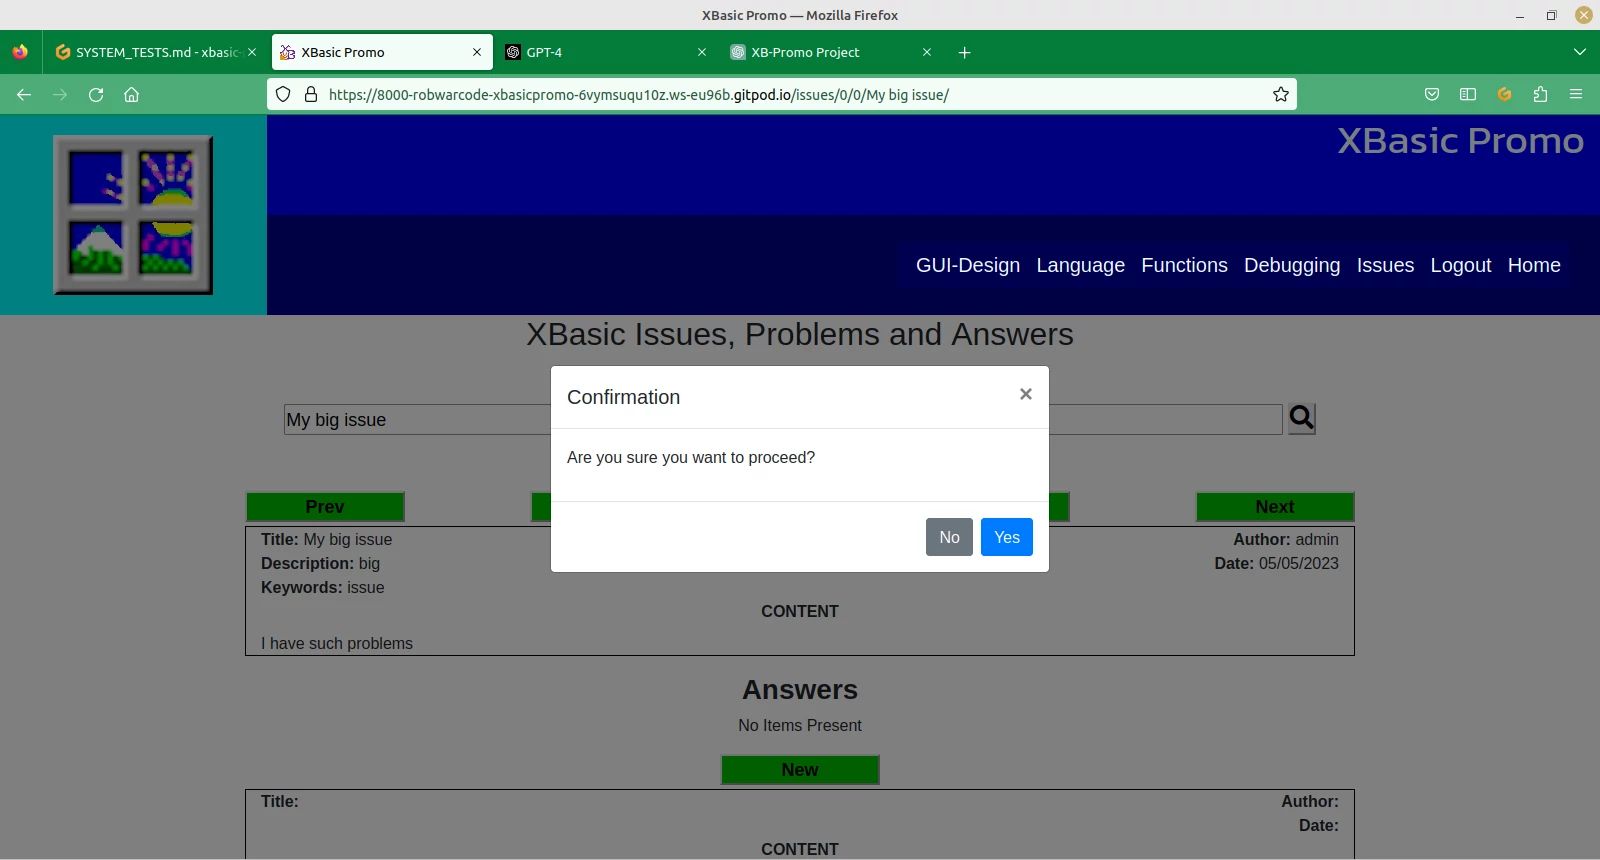 XBasic Promo — Mozilla Firefox
SYSTEM_TESTS.md - xbasic-
XBasic Promo
GPT-4
XB-Promo Project
https://8000-robwarcode-xbasicpromo-6vymsuqu10z.ws-eu96b.gitpod.io/issues/0/0/My big issue/
XBasic Promo
GUI-Design Language Functions Debugging Issues Logout Home
XBasic Issues, Problems and Answers
Confirmation ×
My big issue
Are you sure you want to proceed?
Prev
Next
No Yes
Title: My big issue
Author: admin
Description: big
Date: 05/05/2023
Keywords: issue
CONTENT
I have such problems
Answers
No Items Present
New
Title:
Author:
Date:
CONTENT